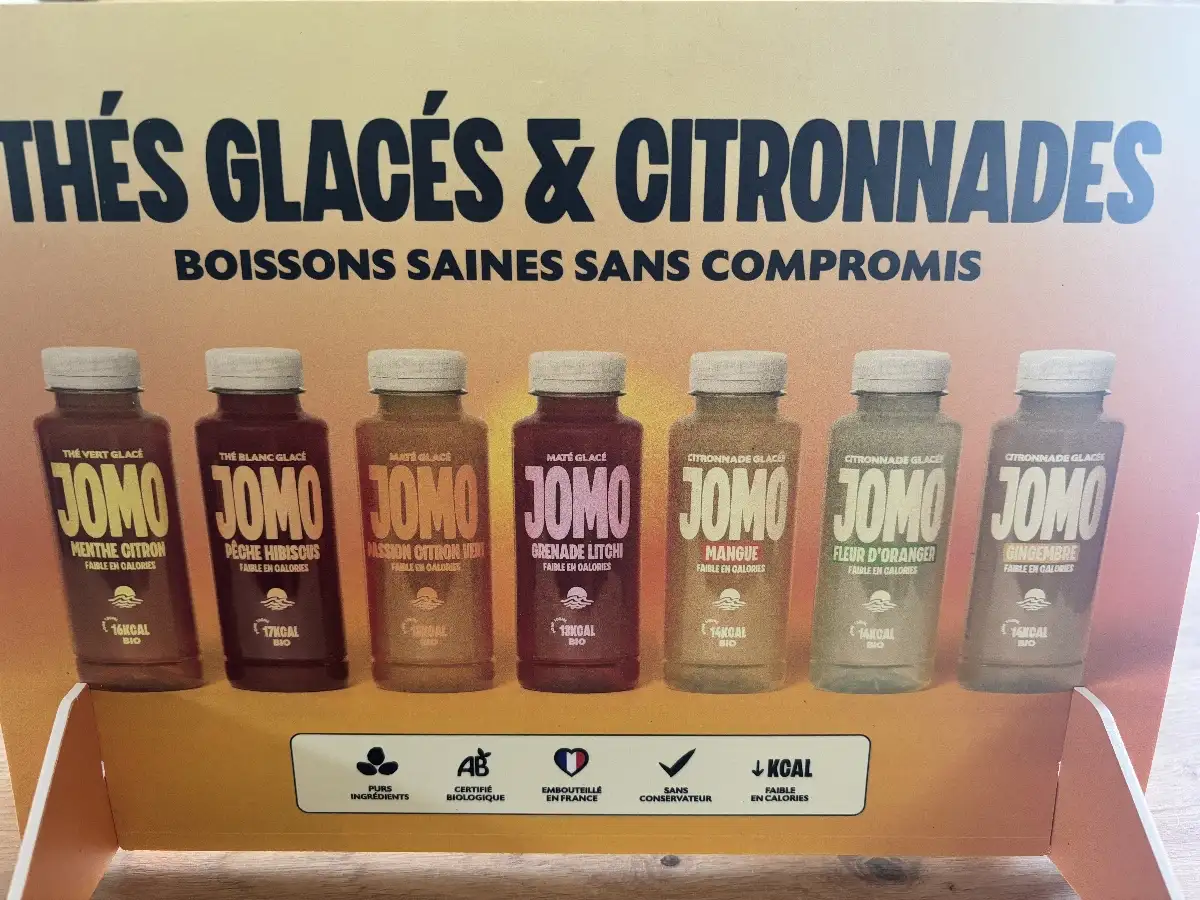 THÉS GLACÉS & CITRONNADES
BOISSONS SAINES SANS COMPROMIS
THÉ VERT GLACÉ
JOMO
MENTHE CITRON
FAIBLE EN CALORIES
16KCAL
BIO
THÉ BLANC GLACÉ
JOMO
PÊCHE HIBISCUS
FAIBLE EN CALORIES
17KCAL
BIO
MATÉ GLACÉ
JOMO
PASSION CITRON VERT
FAIBLE EN CALORIES
BIO
MATÉ GLACÉ
JOMO
GRENADE LITCHI
FAIBLE EN CALORIES
18KCAL
BIO
CITRONNADE GLACÉE
JOMO
MANGUE
FAIBLE EN CALORIES
14KCAL
BIO
CITRONNADE GLACÉE
JOMO
FLEUR D'ORANGER
FAIBLE EN CALORIES
14KCAL
BIO
CITRONNADE GLACÉE
JOMO
GINGEMBRE
FAIBLE EN CALORIES
14KCAL
BIO
PURS
INGRÉDIENTS
AB
CERTIFIÉ
BIOLOGIQUE
EMBOUTEILLÉ
EN FRANCE
SANS
CONSERVATEUR
↓ KCAL
FAIBLE
EN CALORIES